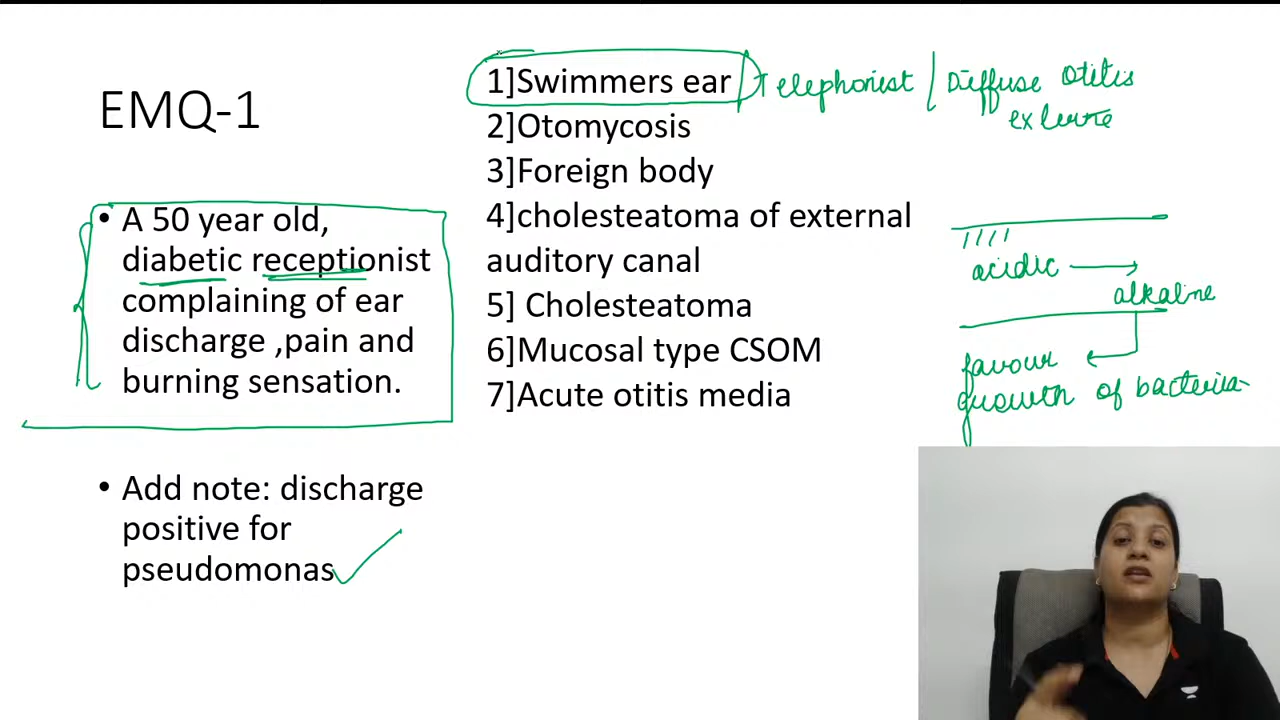 EMQ-1
• A 50 year old,
diabetic receptionist
complaining of ear
discharge ,pain and
burning sensation.
• Add note: discharge
positive for
pseudomonas
1]Swimmers ear
2]Otomycosis
3]Foreign body
4]cholesteatoma of external
auditory canal
5] Cholesteatoma
6]Mucosal type CSOM
7]Acute otitis media
/ Telephonist / Diffuse Otitis
externe
acidic
alkaline
favour
growth of bacteria